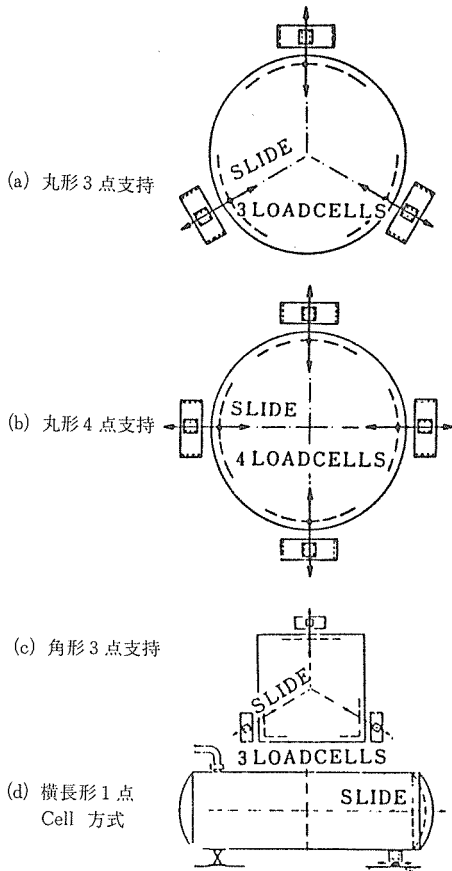 (a) 丸形3点支持
SLIDE
3 LOADCELLS
(b) 丸形4点支持
SLIDE
4 LOADCELLS
(c) 角形3点支持
SLIDE
3 LOADCELLS
(d) 横長形1点
Cell 方式
SLIDE